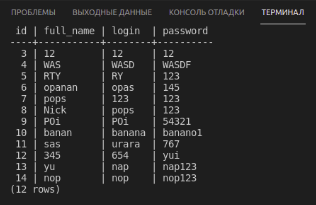 ПРОБЛЕМЫ ВЫХОДНЫЕ ДАННЫЕ КОНСОЛЬ ОТЛАДКИ ТЕРМИНАЛ
 id | full_name | login  | password
----+-----------+--------+----------
  3 | 12        | 12     | 12
  4 | WAS       | WASD   | WASDF
  5 | RTY       | RY     | 123
  6 | opanan    | opas   | 145
  7 | pops      | 123    | 123
  8 | Nick      | pops   | 123
  9 | POi       | POi    | 54321
 10 | banan     | banana | banano1
 11 | sas       | urara  | 767
 12 | 345       | 654    | yui
 13 | yu        | nap    | nap123
 14 | nop       | nop    | nop123
(12 rows)